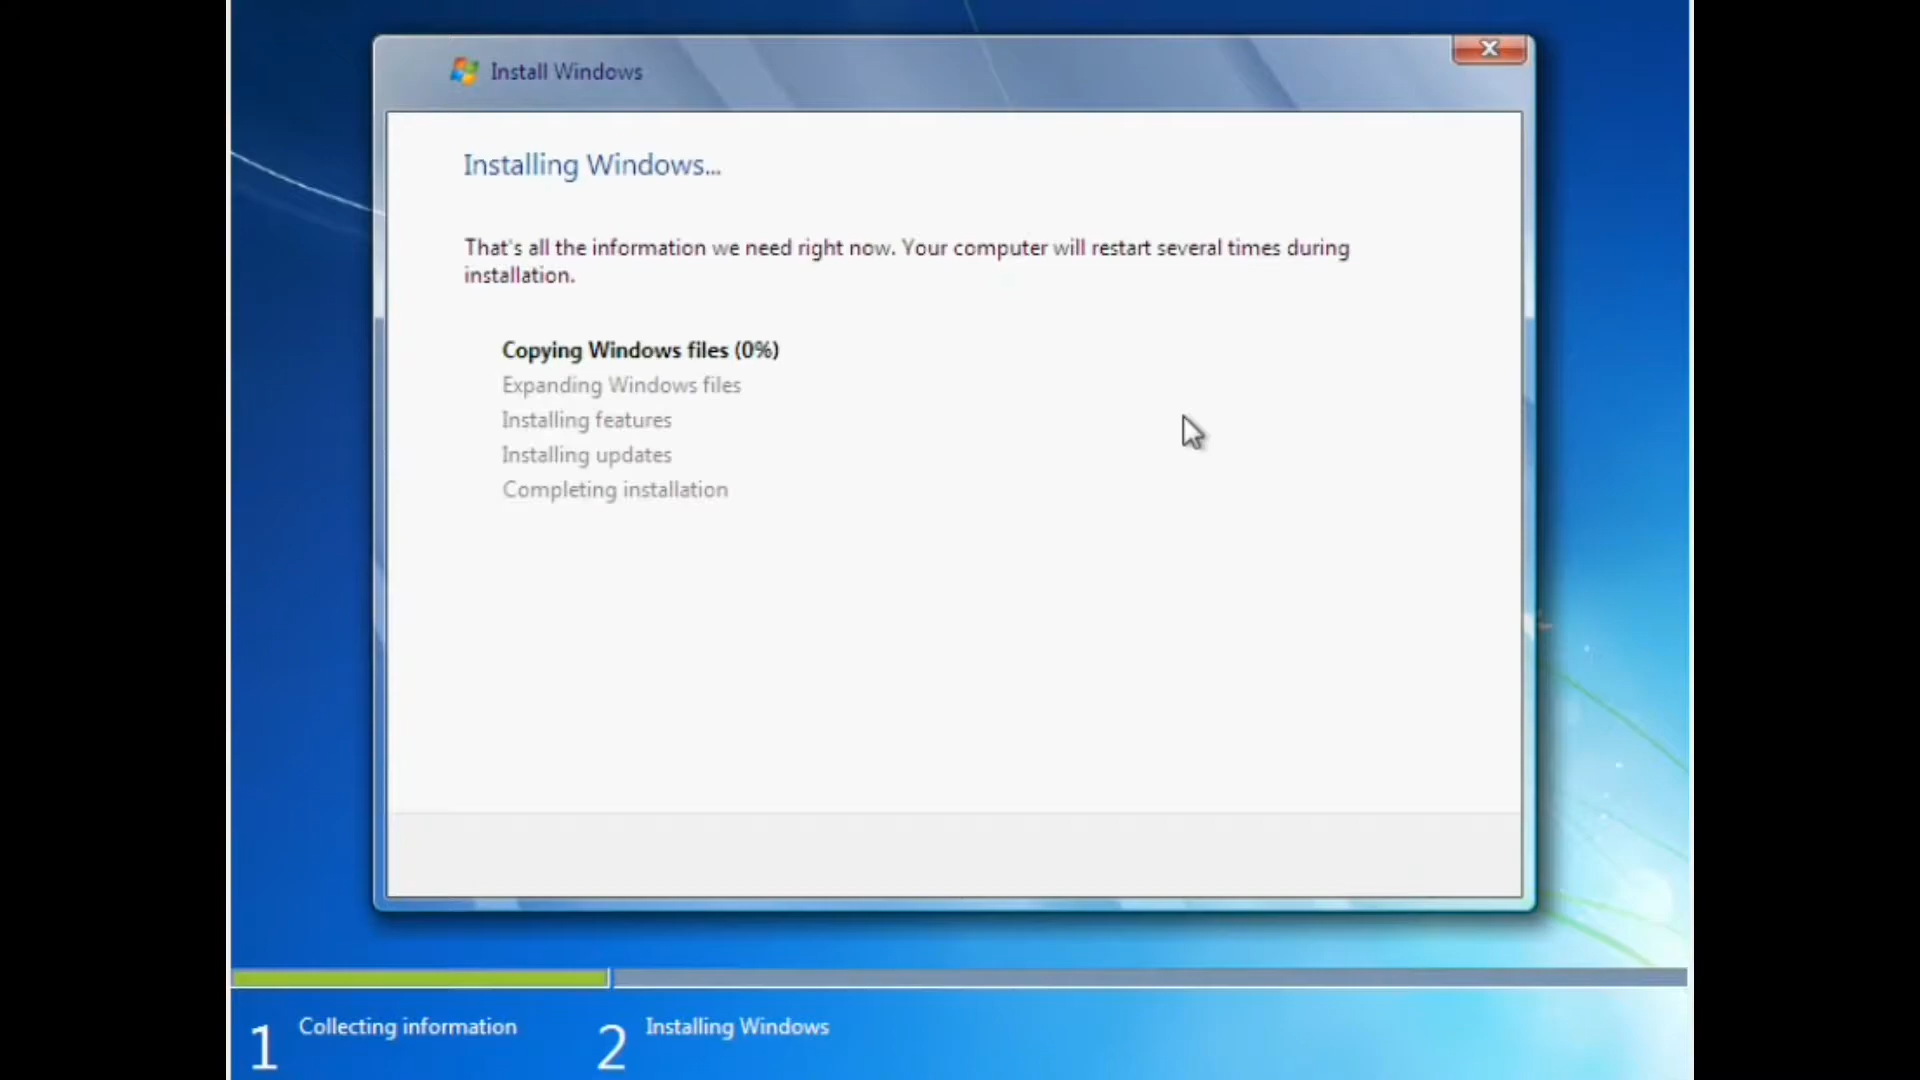 Install Windows
Installing Windows...
That's all the information we need right now. Your computer will restart several times during
installation.
Copying Windows files (0%)
Expanding Windows files
Installing features
Installing updates
Completing installation
1 Collecting information
2 Installing Windows